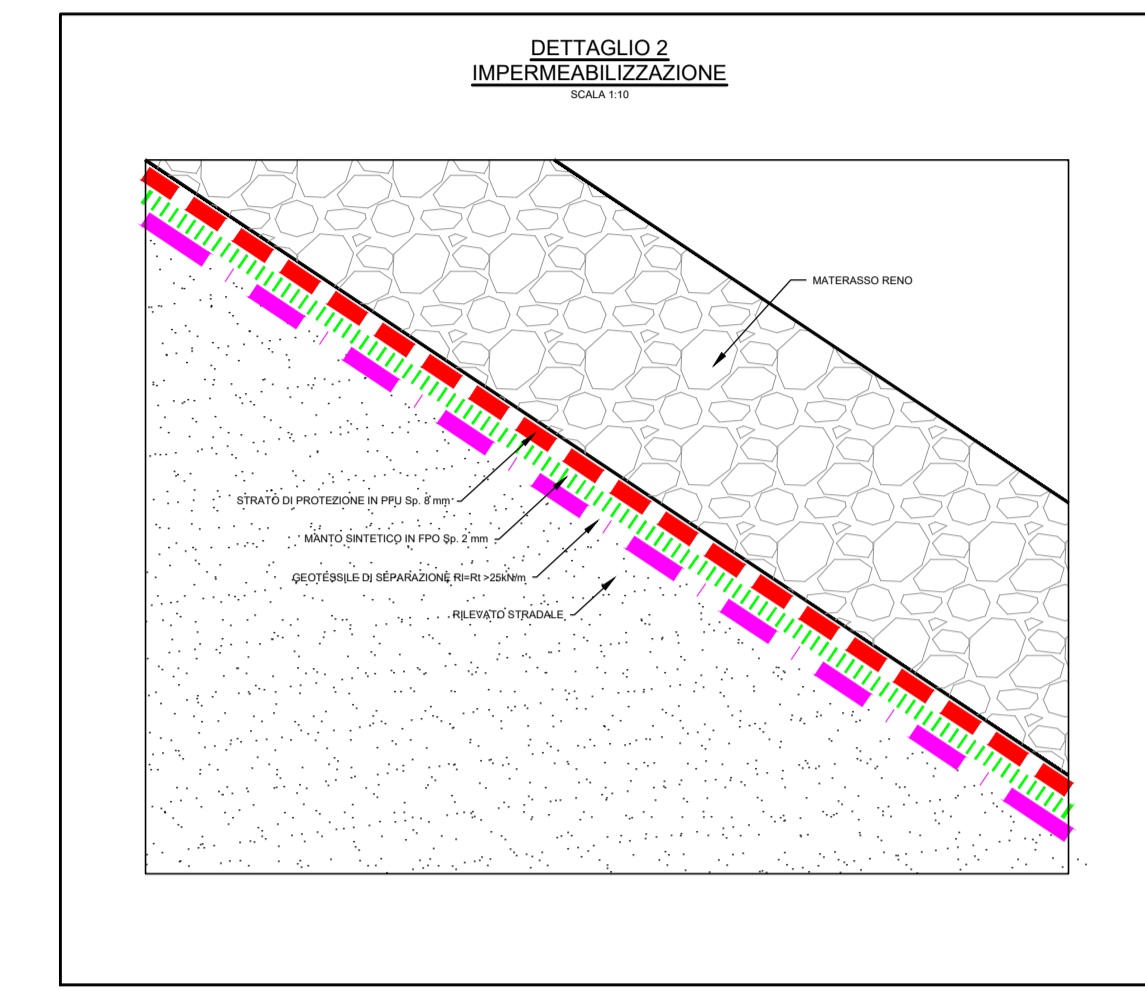 DETTAGLIO 2
IMPERMEABILIZZAZIONE
SCALA 1:10
MATERASSO RENO
STRATO DI PROTEZIONE IN PFU Sp. 8 mm
MANTO SINTETICO IN FPO Sp. 2 mm
GEOTESSILE DI SEPARAZIONE Rl=Rt >25kN/m
RILEVATO STRADALE